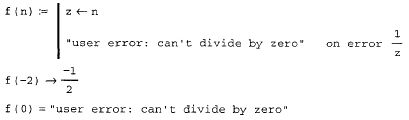 f(n) := | z ← n
"user error: can't divide by zero" on error 1/z
f(-2) → -1/2
f(0) = "user error: can't divide by zero"